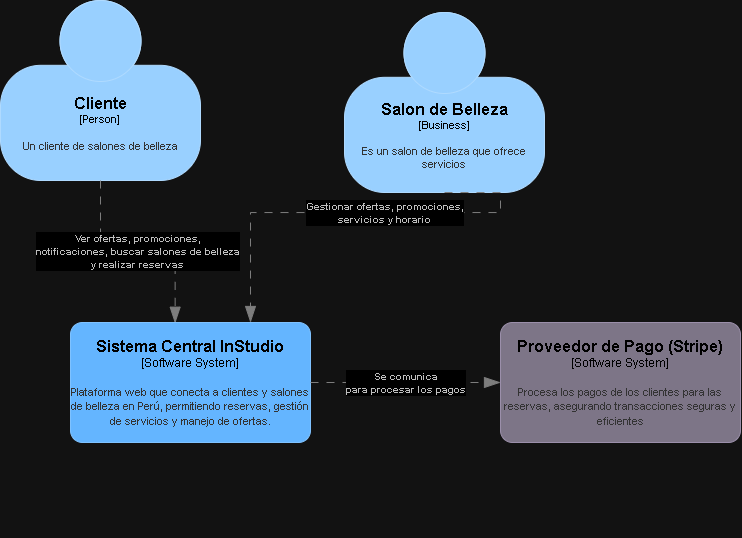 Cliente
[Person]
Un cliente de salones de belleza
Salon de Belleza
[Business]
Es un salon de belleza que ofrece
servicios
Gestionar ofertas, promociones,
servicios y horario
Ver ofertas, promociones,
notificaciones, buscar salones de belleza
y realizar reservas
Sistema Central InStudio
[Software System]
Plataforma web que conecta a clientes y salones
de belleza en Perú, permitiendo reservas, gestión
de servicios y manejo de ofertas.
Se comunica
para procesar los pagos
Proveedor de Pago (Stripe)
[Software System]
Procesa los pagos de los clientes para las
reservas, asegurando transacciones seguras y
eficientes